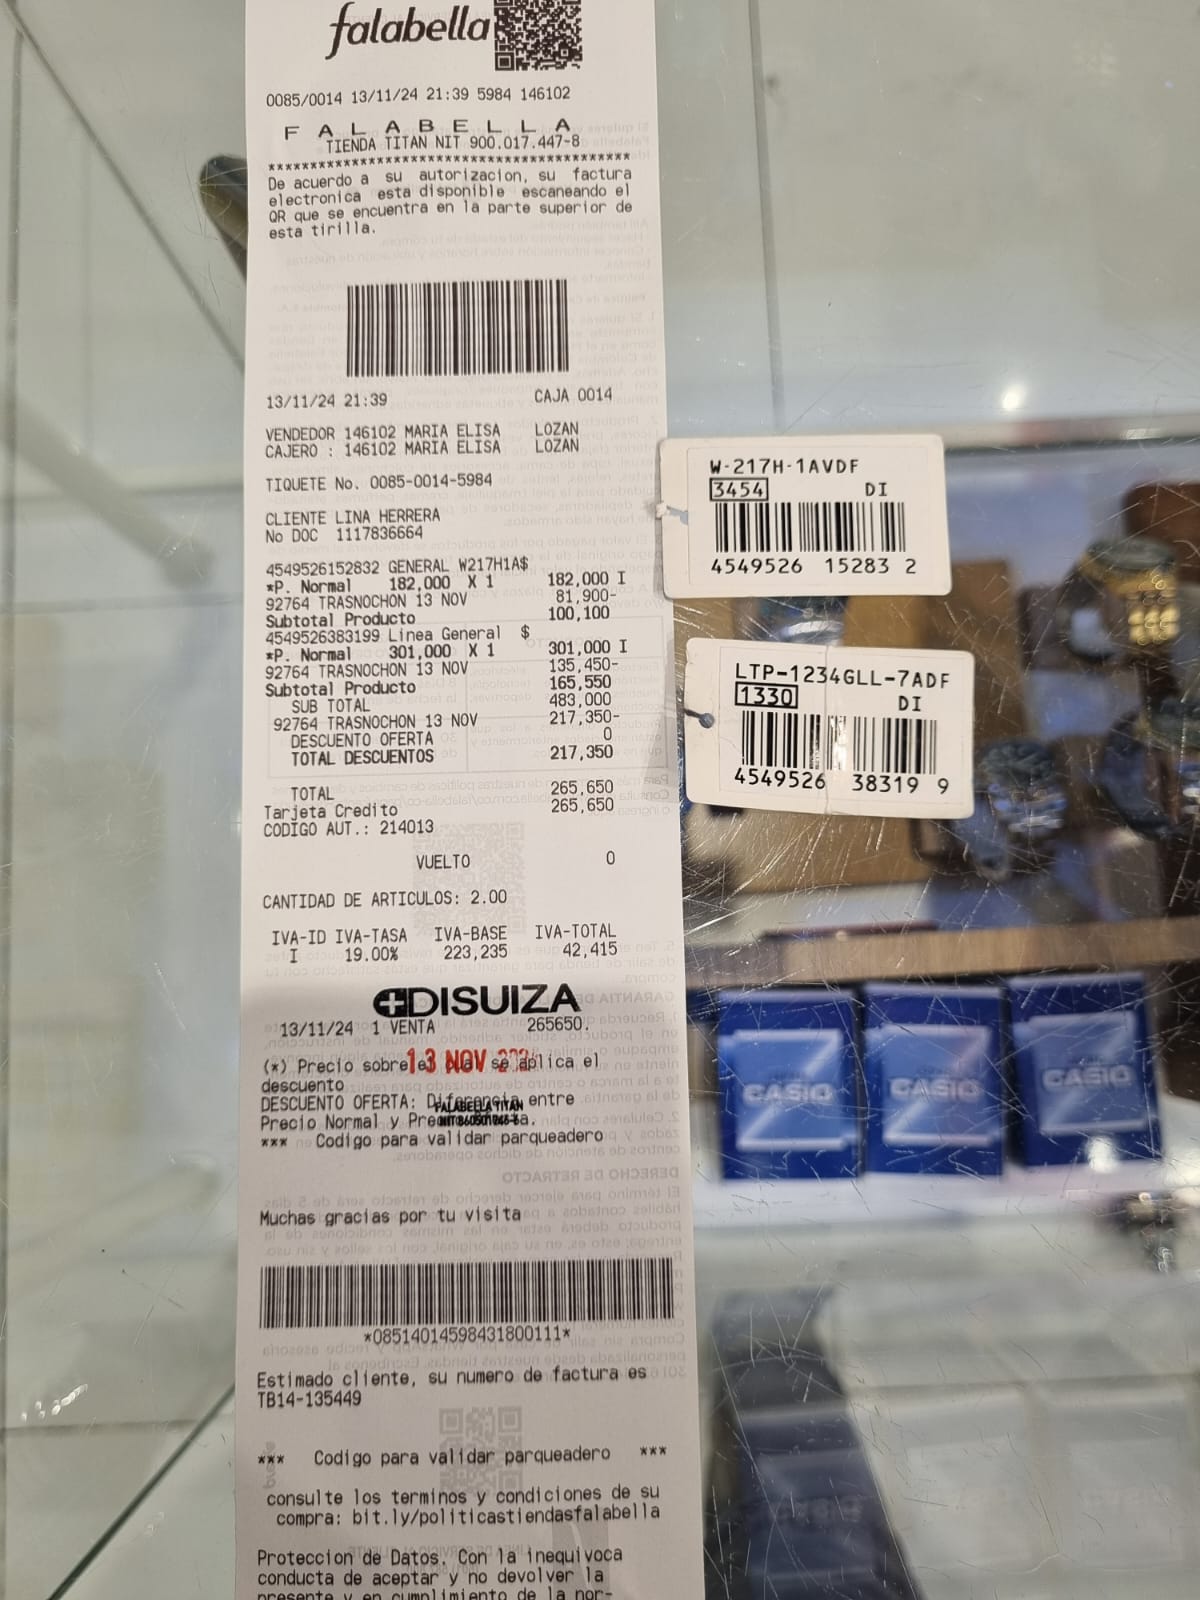 falabella
0085/0014 13/11/24 21:39 5984 146102
F A L A B E L L A
TIENDA TITAN NIT 900.017.447-8
****************************************
De acuerdo a su autorizacion, su factura
electronica esta disponible escaneando el
QR que se encuentra en la parte superior de
esta tirilla.
13/11/24 21:39 CAJA 0014
VENDEDOR 146102 MARIA ELISA LOZAN
CAJERO : 146102 MARIA ELISA LOZAN
TIQUETE No. 0085-0014-5984
CLIENTE LINA HERRERA
No DOC 1117836664
4549526152832 GENERAL W217H1A$
*P. Normal 182,000 X 1 182,000 I
92764 TRASNOCHON 13 NOV 81,900-
Subtotal Producto 100,100
4549526383199 Linea General $
*P. Normal 301,000 X 1 301,000 I
92764 TRASNOCHON 13 NOV 135,450-
Subtotal Producto 165,550
SUB TOTAL 483,000
92764 TRASNOCHON 13 NOV 217,350-
DESCUENTO OFERTA 0
TOTAL DESCUENTOS 217,350
TOTAL 265,650
Tarjeta Credito 265,650
CODIGO AUT.: 214013
VUELTO 0
CANTIDAD DE ARTICULOS: 2.00
IVA-ID IVA-TASA IVA-BASE IVA-TOTAL
I 19.00% 223,235 42,415
DISUIZA
13/11/24 1 VENTA 265650.
13 NOV
(*) Precio sobre el se aplica el
descuento
DESCUENTO OFERTA: Diferencia entre
FALABELLA TITAN
Precio Normal y
*** Codigo para validar parqueadero
Muchas gracias por tu visita
*08514014598431800111*
Estimado cliente, su numero de factura es
TB14-135449
*** Codigo para validar parqueadero ***
consulte los terminos y condiciones de su
compra: bit.ly/politicastiendasfalabella
Proteccion de Datos. Con la inequivoca
conducta de aceptar y no devolver la
presente y en cumplimiento de la nor-
W-217H-1AVDF
3454 DI
4549526 15283 2
LTP-1234GLL-7ADF
1330 DI
4549526 38319 9
CASIO
CASIO
CASIO